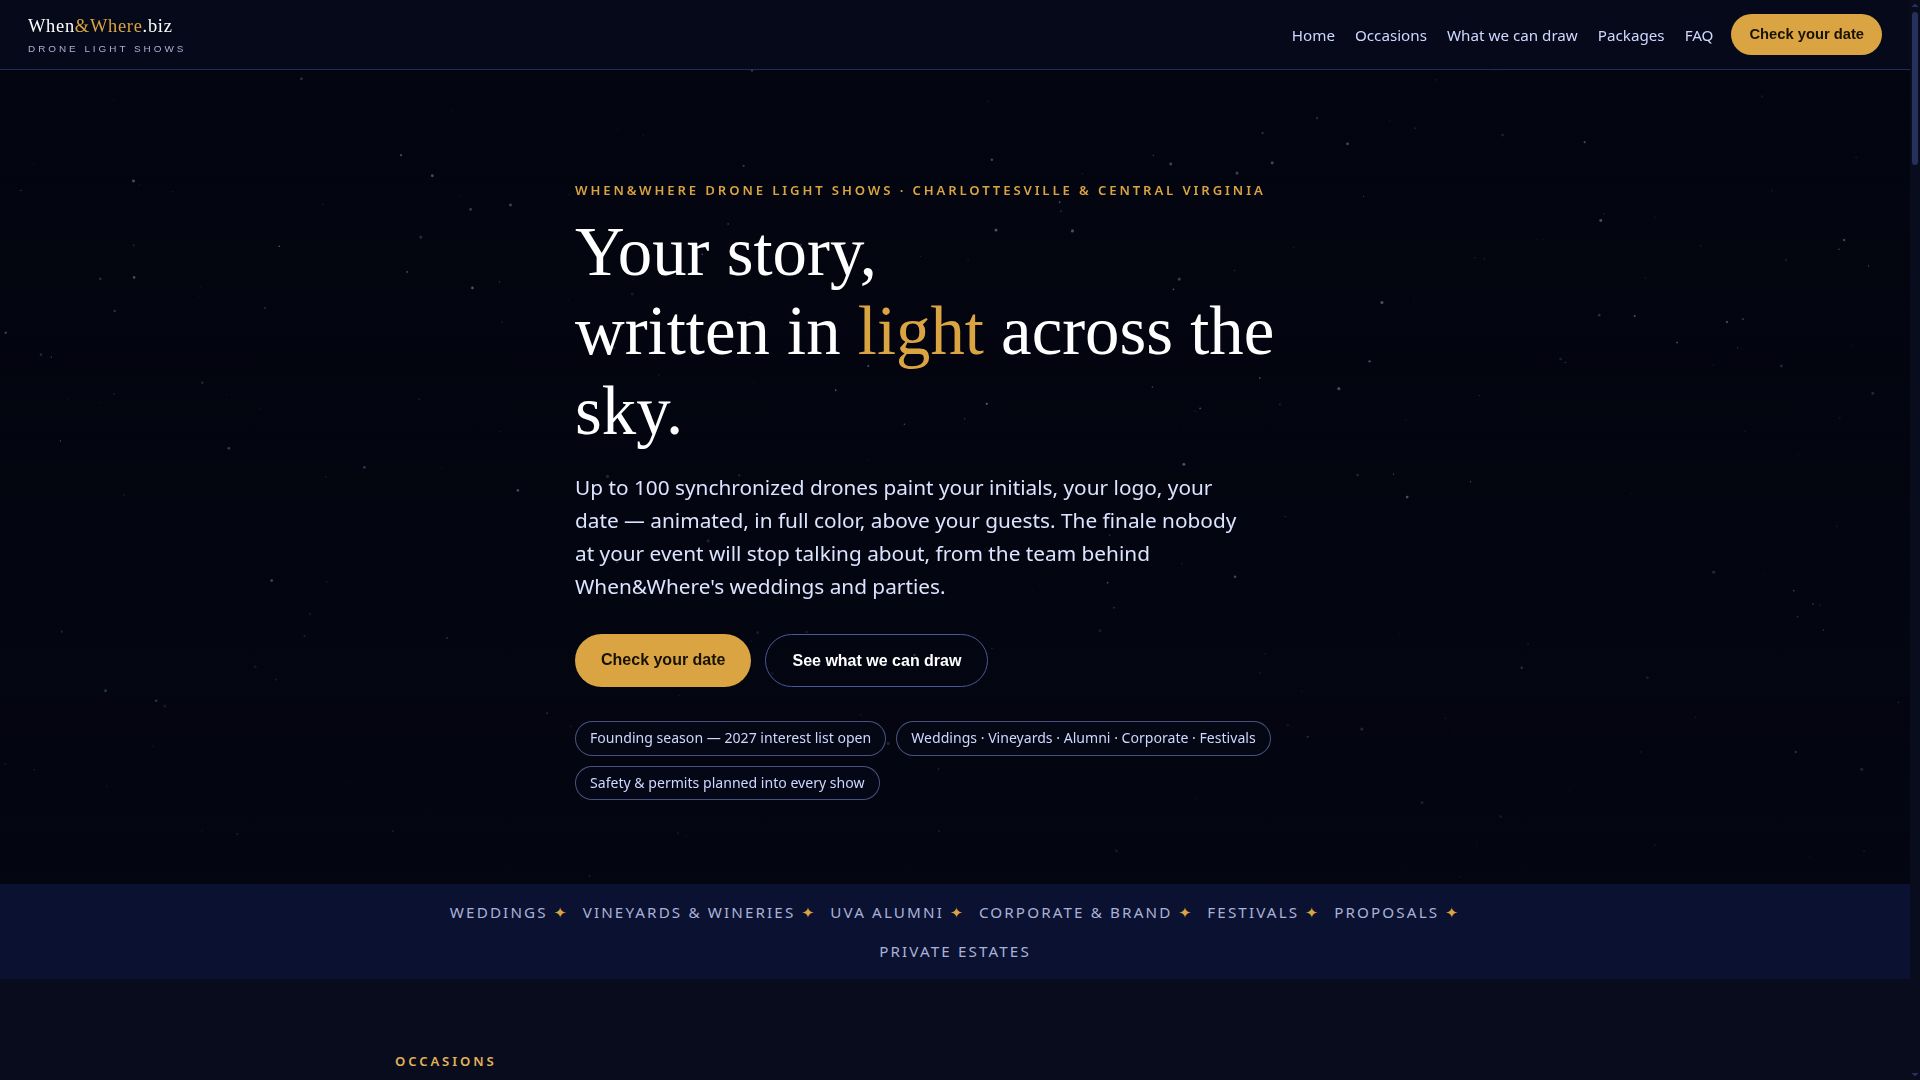 When&Where.biz
DRONE LIGHT SHOWS
Home
Occasions
What we can draw
Packages
FAQ
Check your date
WHEN&WHERE DRONE LIGHT SHOWS · CHARLOTTESVILLE & CENTRAL VIRGINIA
Your story,
written in light across the
sky.
Up to 100 synchronized drones paint your initials, your logo, your
date — animated, in full color, above your guests. The finale nobody
at your event will stop talking about, from the team behind
When&Where's weddings and parties.
Check your date
See what we can draw
Founding season — 2027 interest list open
Weddings · Vineyards · Alumni · Corporate · Festivals
Safety & permits planned into every show
WEDDINGS ✦ VINEYARDS & WINERIES ✦ UVA ALUMNI ✦ CORPORATE & BRAND ✦ FESTIVALS ✦ PROPOSALS ✦
PRIVATE ESTATES
OCCASIONS